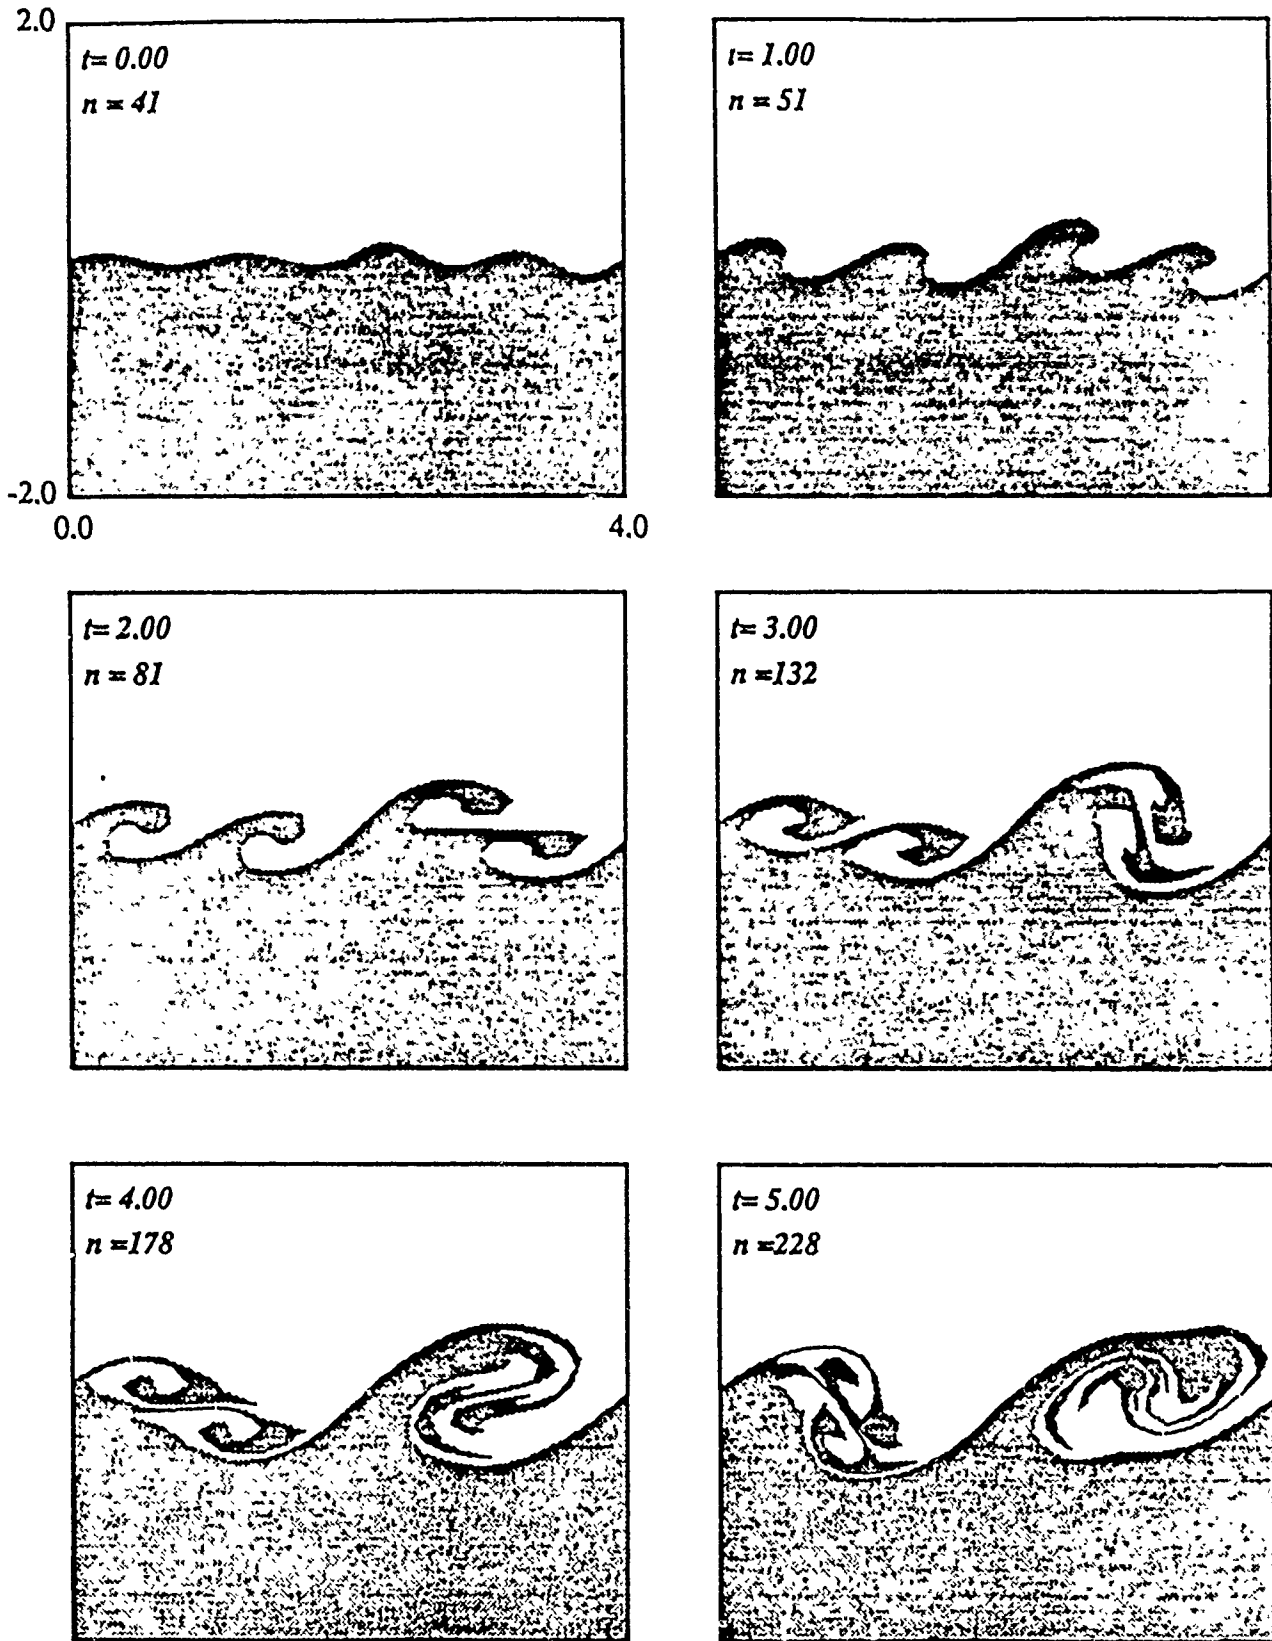 2.0
t= 0.00
n = 41
t= 1.00
n = 51
-2.0
0.0
4.0
t= 2.00
n = 81
t= 3.00
n =132
t= 4.00
n =178
t= 5.00
n =228